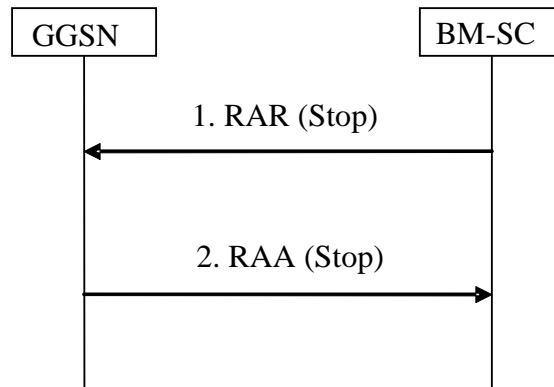 GGSN
BM-SC
1. RAR (Stop)
2. RAA (Stop)